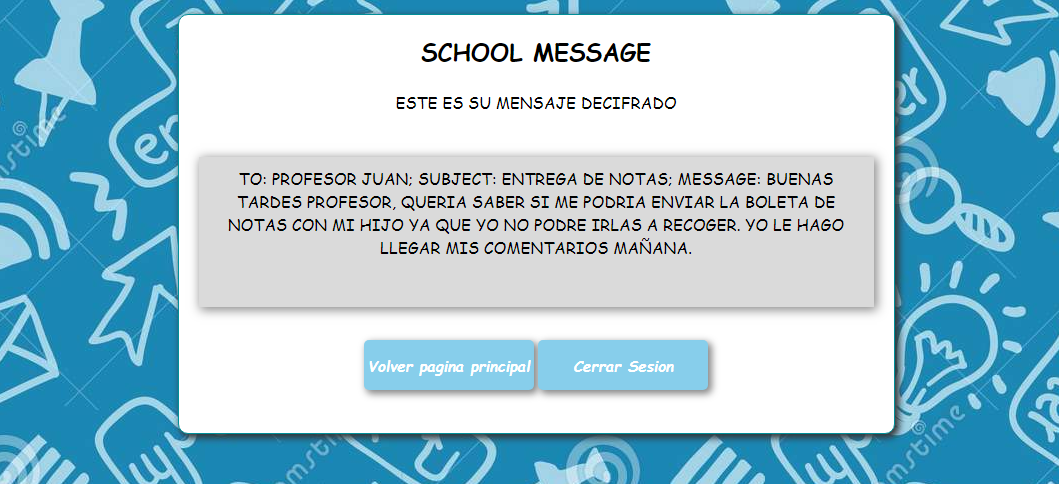 SCHOOL MESSAGE
ESTE ES SU MENSAJE DECIFRADO
TO: PROFESOR JUAN; SUBJECT: ENTREGA DE NOTAS; MESSAGE: BUENAS
TARDES PROFESOR, QUERIA SABER SI ME PODRIA ENVIAR LA BOLETA DE
NOTAS CON MI HIJO YA QUE YO NO PODRE IRLAS A RECOGER. YO LE HAGO
LLEGAR MIS COMENTARIOS MAÑANA.
Volver pagina principal
Cerrar Sesion